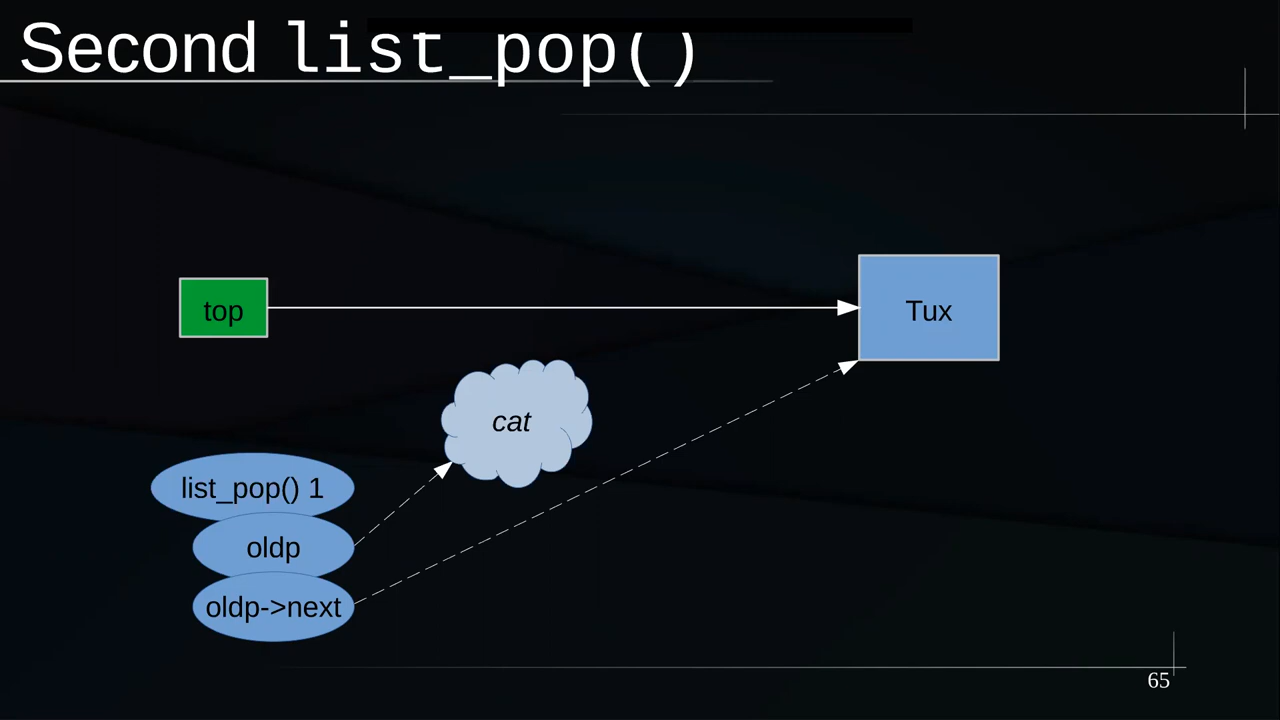 Second list_pop()
top
Tux
cat
list_pop() 1
oldp
oldp->next
65